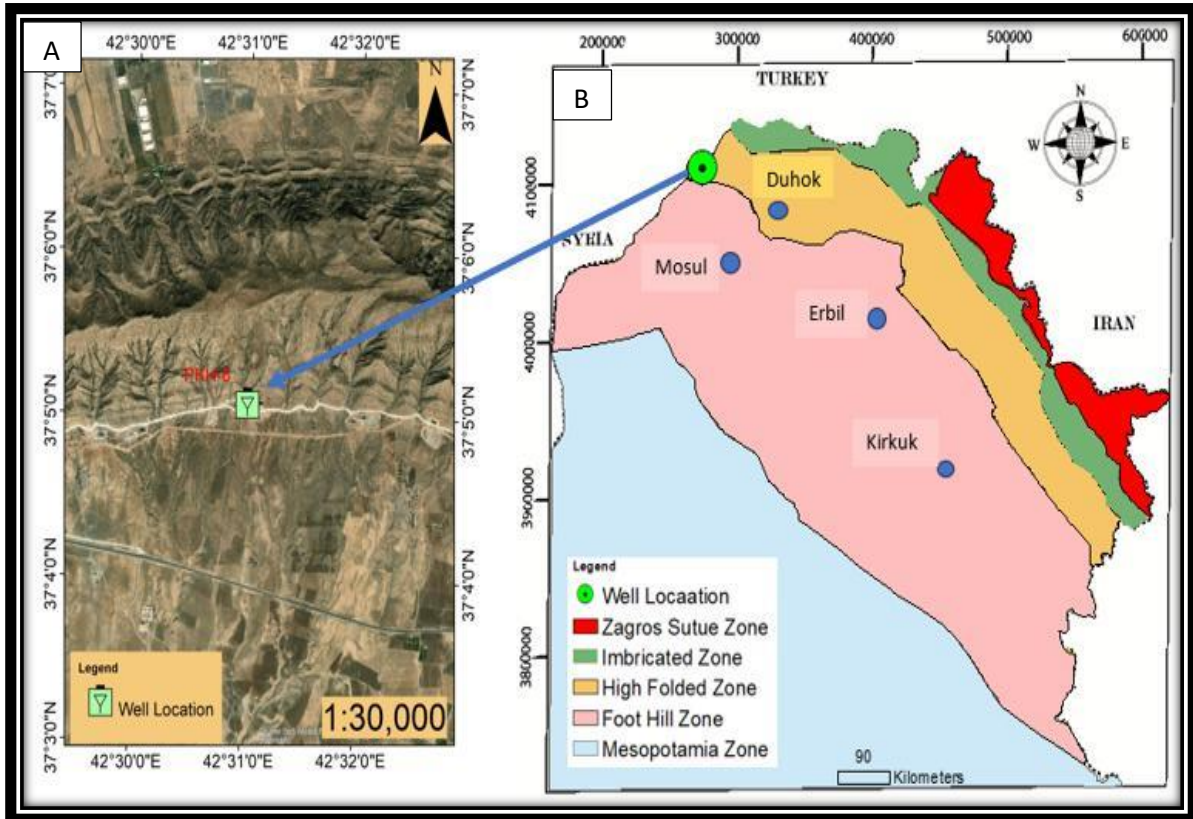 A
42°30'0"E 42°31'0"E 42°32'0"E
N
37°7'0"N 37°7'0"N
37°6'0"N 37°6'0"N
37°5'0"N 37°5'0"N
37°4'0"N 37°4'0"N
37°3'0"N
Legend
Well Location
1:30,000
42°30'0"E 42°31'0"E 42°32'0"E
B
200000 300000 400000 500000 600000
TURKEY
N
W E
S
4100000
4000000
3900000
3800000
Duhok
SYRIA
Mosul
Erbil
IRAN
Kirkuk
Legend
Well Locaation
Zagros Sutue Zone
Imbricated Zone
High Folded Zone
Foot Hill Zone
Mesopotamia Zone
90
Kilometers